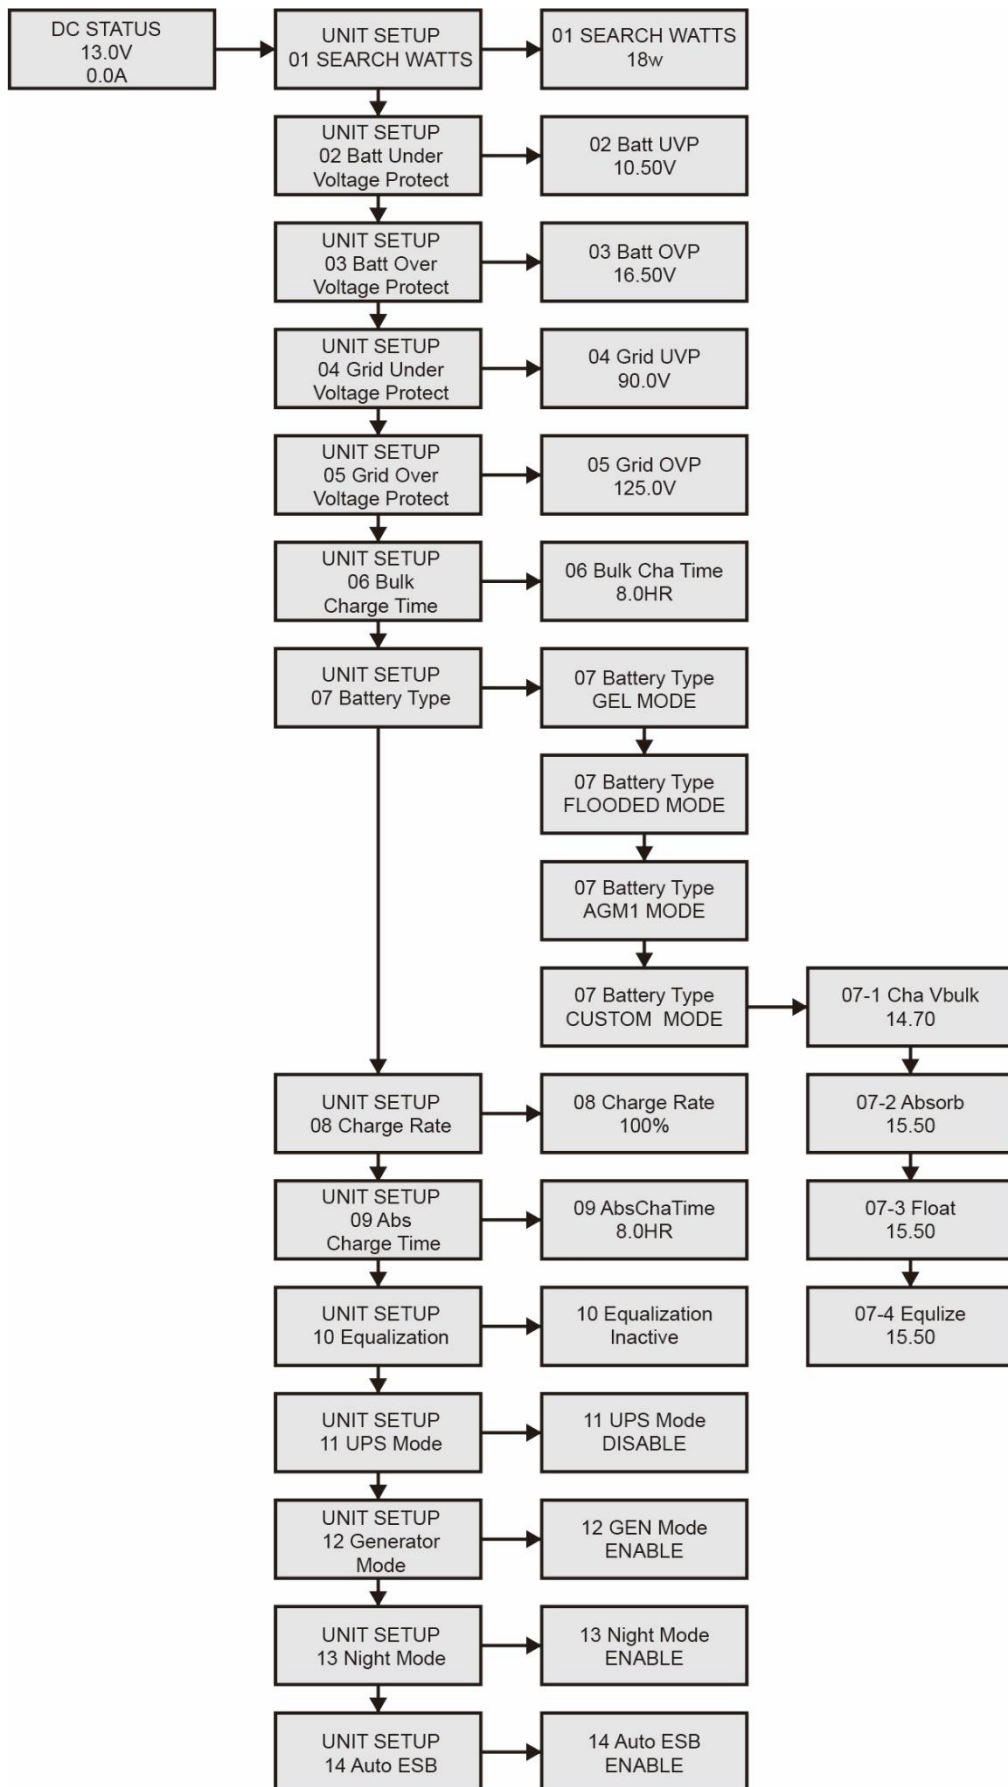 DC STATUS
13.0V
0.0A
UNIT SETUP
01 SEARCH WATTS
01 SEARCH WATTS
18w
UNIT SETUP
02 Batt Under
Voltage Protect
02 Batt UVP
10.50V
UNIT SETUP
03 Batt Over
Voltage Protect
03 Batt OVP
16.50V
UNIT SETUP
04 Grid Under
Voltage Protect
04 Grid UVP
90.0V
UNIT SETUP
05 Grid Over
Voltage Protect
05 Grid OVP
125.0V
UNIT SETUP
06 Bulk
Charge Time
06 Bulk Cha Time
8.0HR
UNIT SETUP
07 Battery Type
07 Battery Type
GEL MODE
07 Battery Type
FLOODED MODE
07 Battery Type
AGM1 MODE
07 Battery Type
CUSTOM MODE
07-1 Cha Vbulk
14.70
07-2 Absorb
15.50
07-3 Float
15.50
07-4 Equlize
15.50
UNIT SETUP
08 Charge Rate
08 Charge Rate
100%
UNIT SETUP
09 Abs
Charge Time
09 AbsChaTime
8.0HR
UNIT SETUP
10 Equalization
10 Equalization
Inactive
UNIT SETUP
11 UPS Mode
11 UPS Mode
DISABLE
UNIT SETUP
12 Generator
Mode
12 GEN Mode
ENABLE
UNIT SETUP
13 Night Mode
13 Night Mode
ENABLE
UNIT SETUP
14 Auto ESB
14 Auto ESB
ENABLE